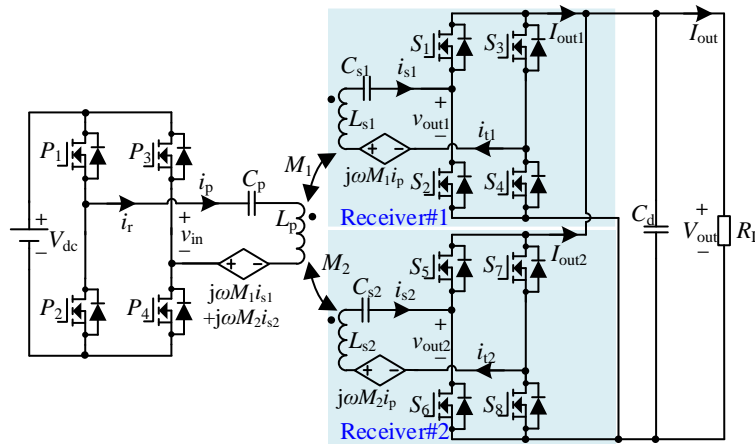 S1
S3
Iout1
Iout
Cs1
is1
Ls1
vout1
+
−
it1
jωM1ip
+ −
S2
S4
Receiver#1
P1
P3
ip
Cp
M1
ir
+
vin
−
Lp
+
Vdc
−
P2
P4
+ −
jωM1is1
+jωM2is2
M2
Cd
+
Vout
−
S5
S7
Iout2
Cs2
is2
Ls2
+
vout2
−
it2
+ −
jωM2ip
S6
S8
Receiver#2